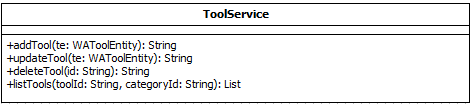 ToolService
+addTool(te: WAToolEntity): String
+updateTool(te: WAToolEntity): String
+deleteTool(id: String): String
+listTools(toolId: String, categoryId: String): List